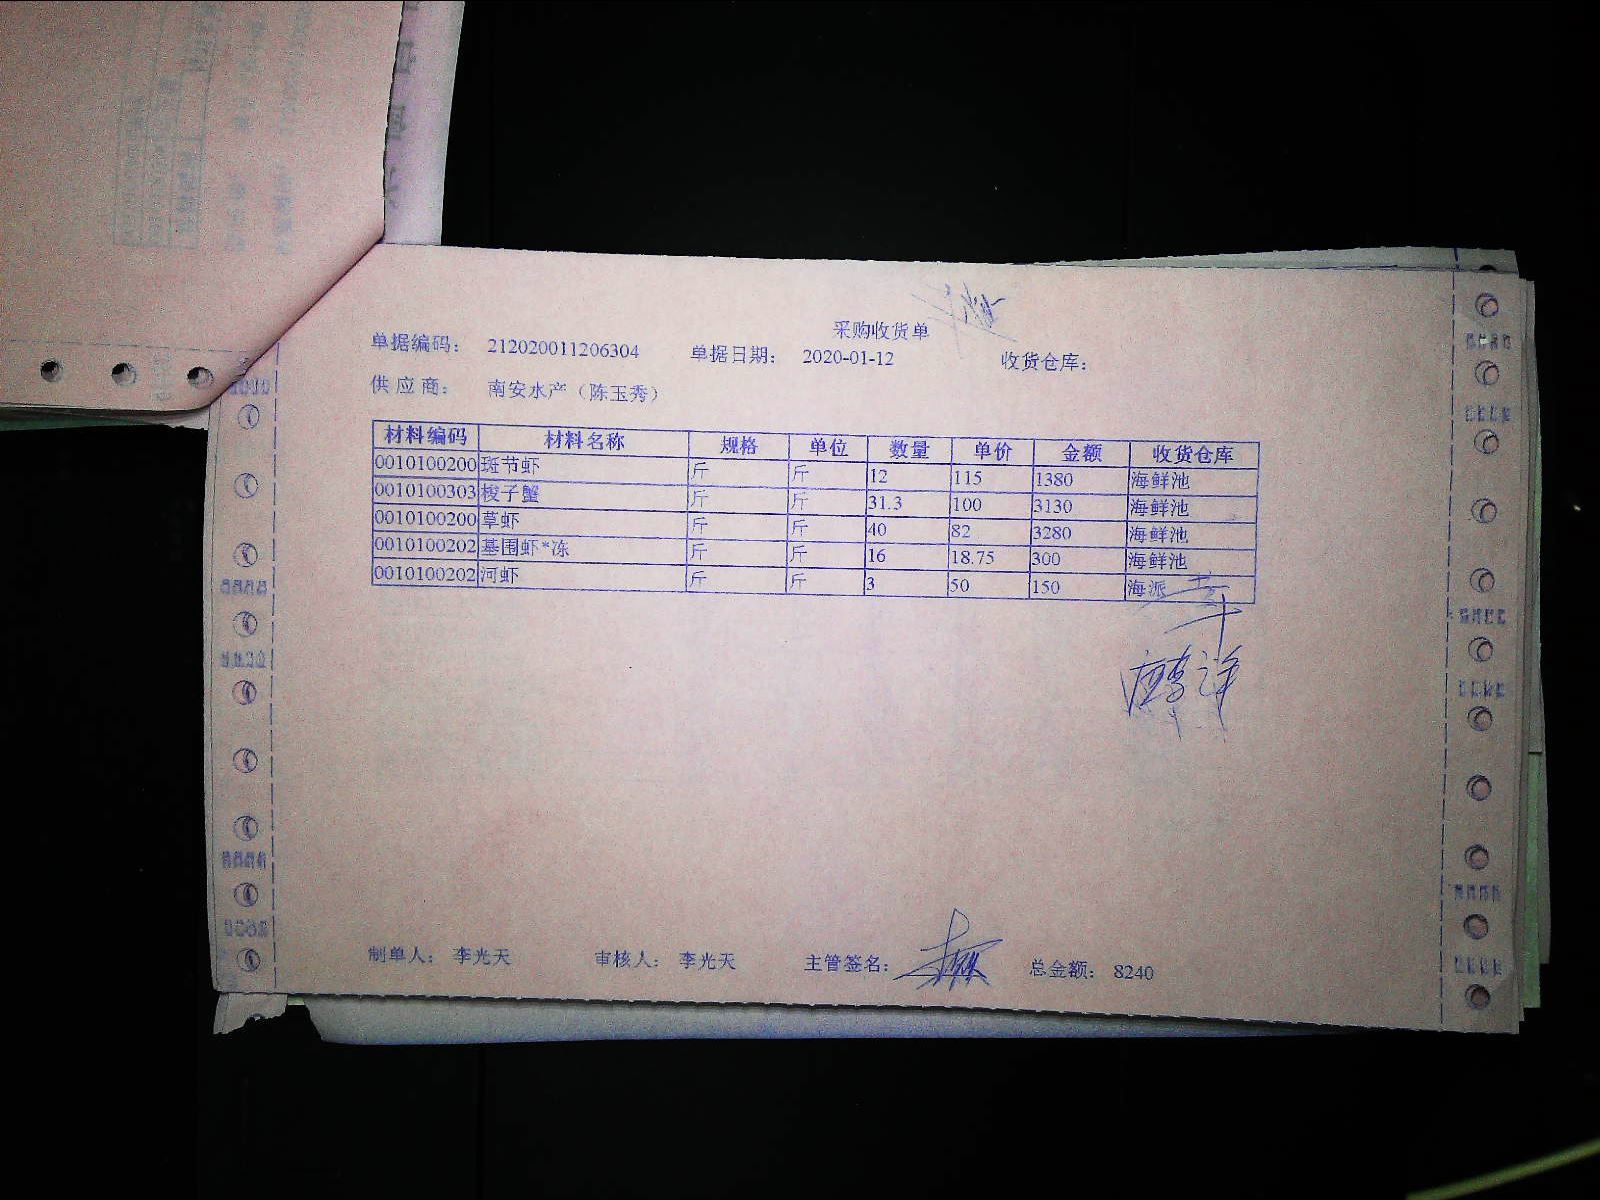 采购收货单
单据编码: 212020011206304 单据日期: 2020-01-12 收货仓库:
供应商: 南安水产（陈玉秀）
材料编码 材料名称 规格 单位 数量 单价 金额 收货仓库
0010100200 斑节虾 斤 斤 12 115 1380 海鲜池
0010100303 梭子蟹 斤 斤 31.3 100 3130 海鲜池
0010100200 草虾 斤 斤 40 82 3280 海鲜池
0010100202 基围虾*冻 斤 斤 16 18.75 300 海鲜池
0010100202 河虾 斤 斤 3 50 150 海派
制单人: 李光天 审核人: 李光天 主管签名: 总金额: 8240